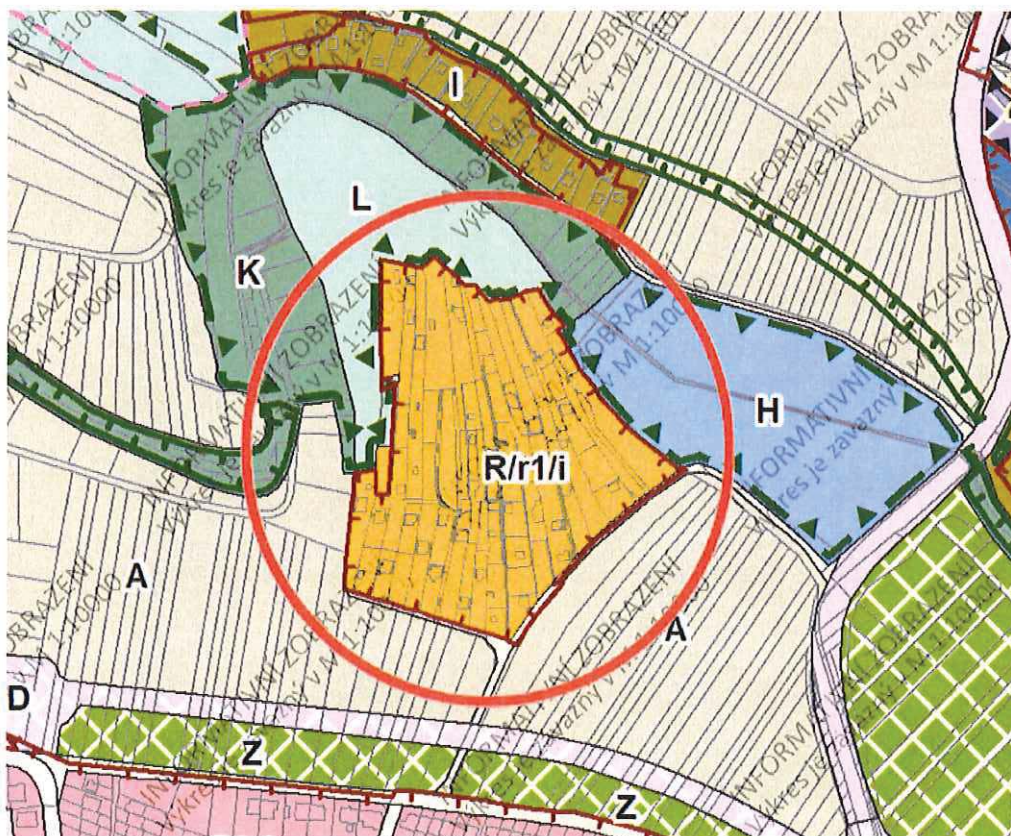 INFORMATIVNÍ ZOBRAZENÍ
Výkres je závazný v M 1:10000
I
L
K
R/r1/i
H
A
A
D
Z
Z